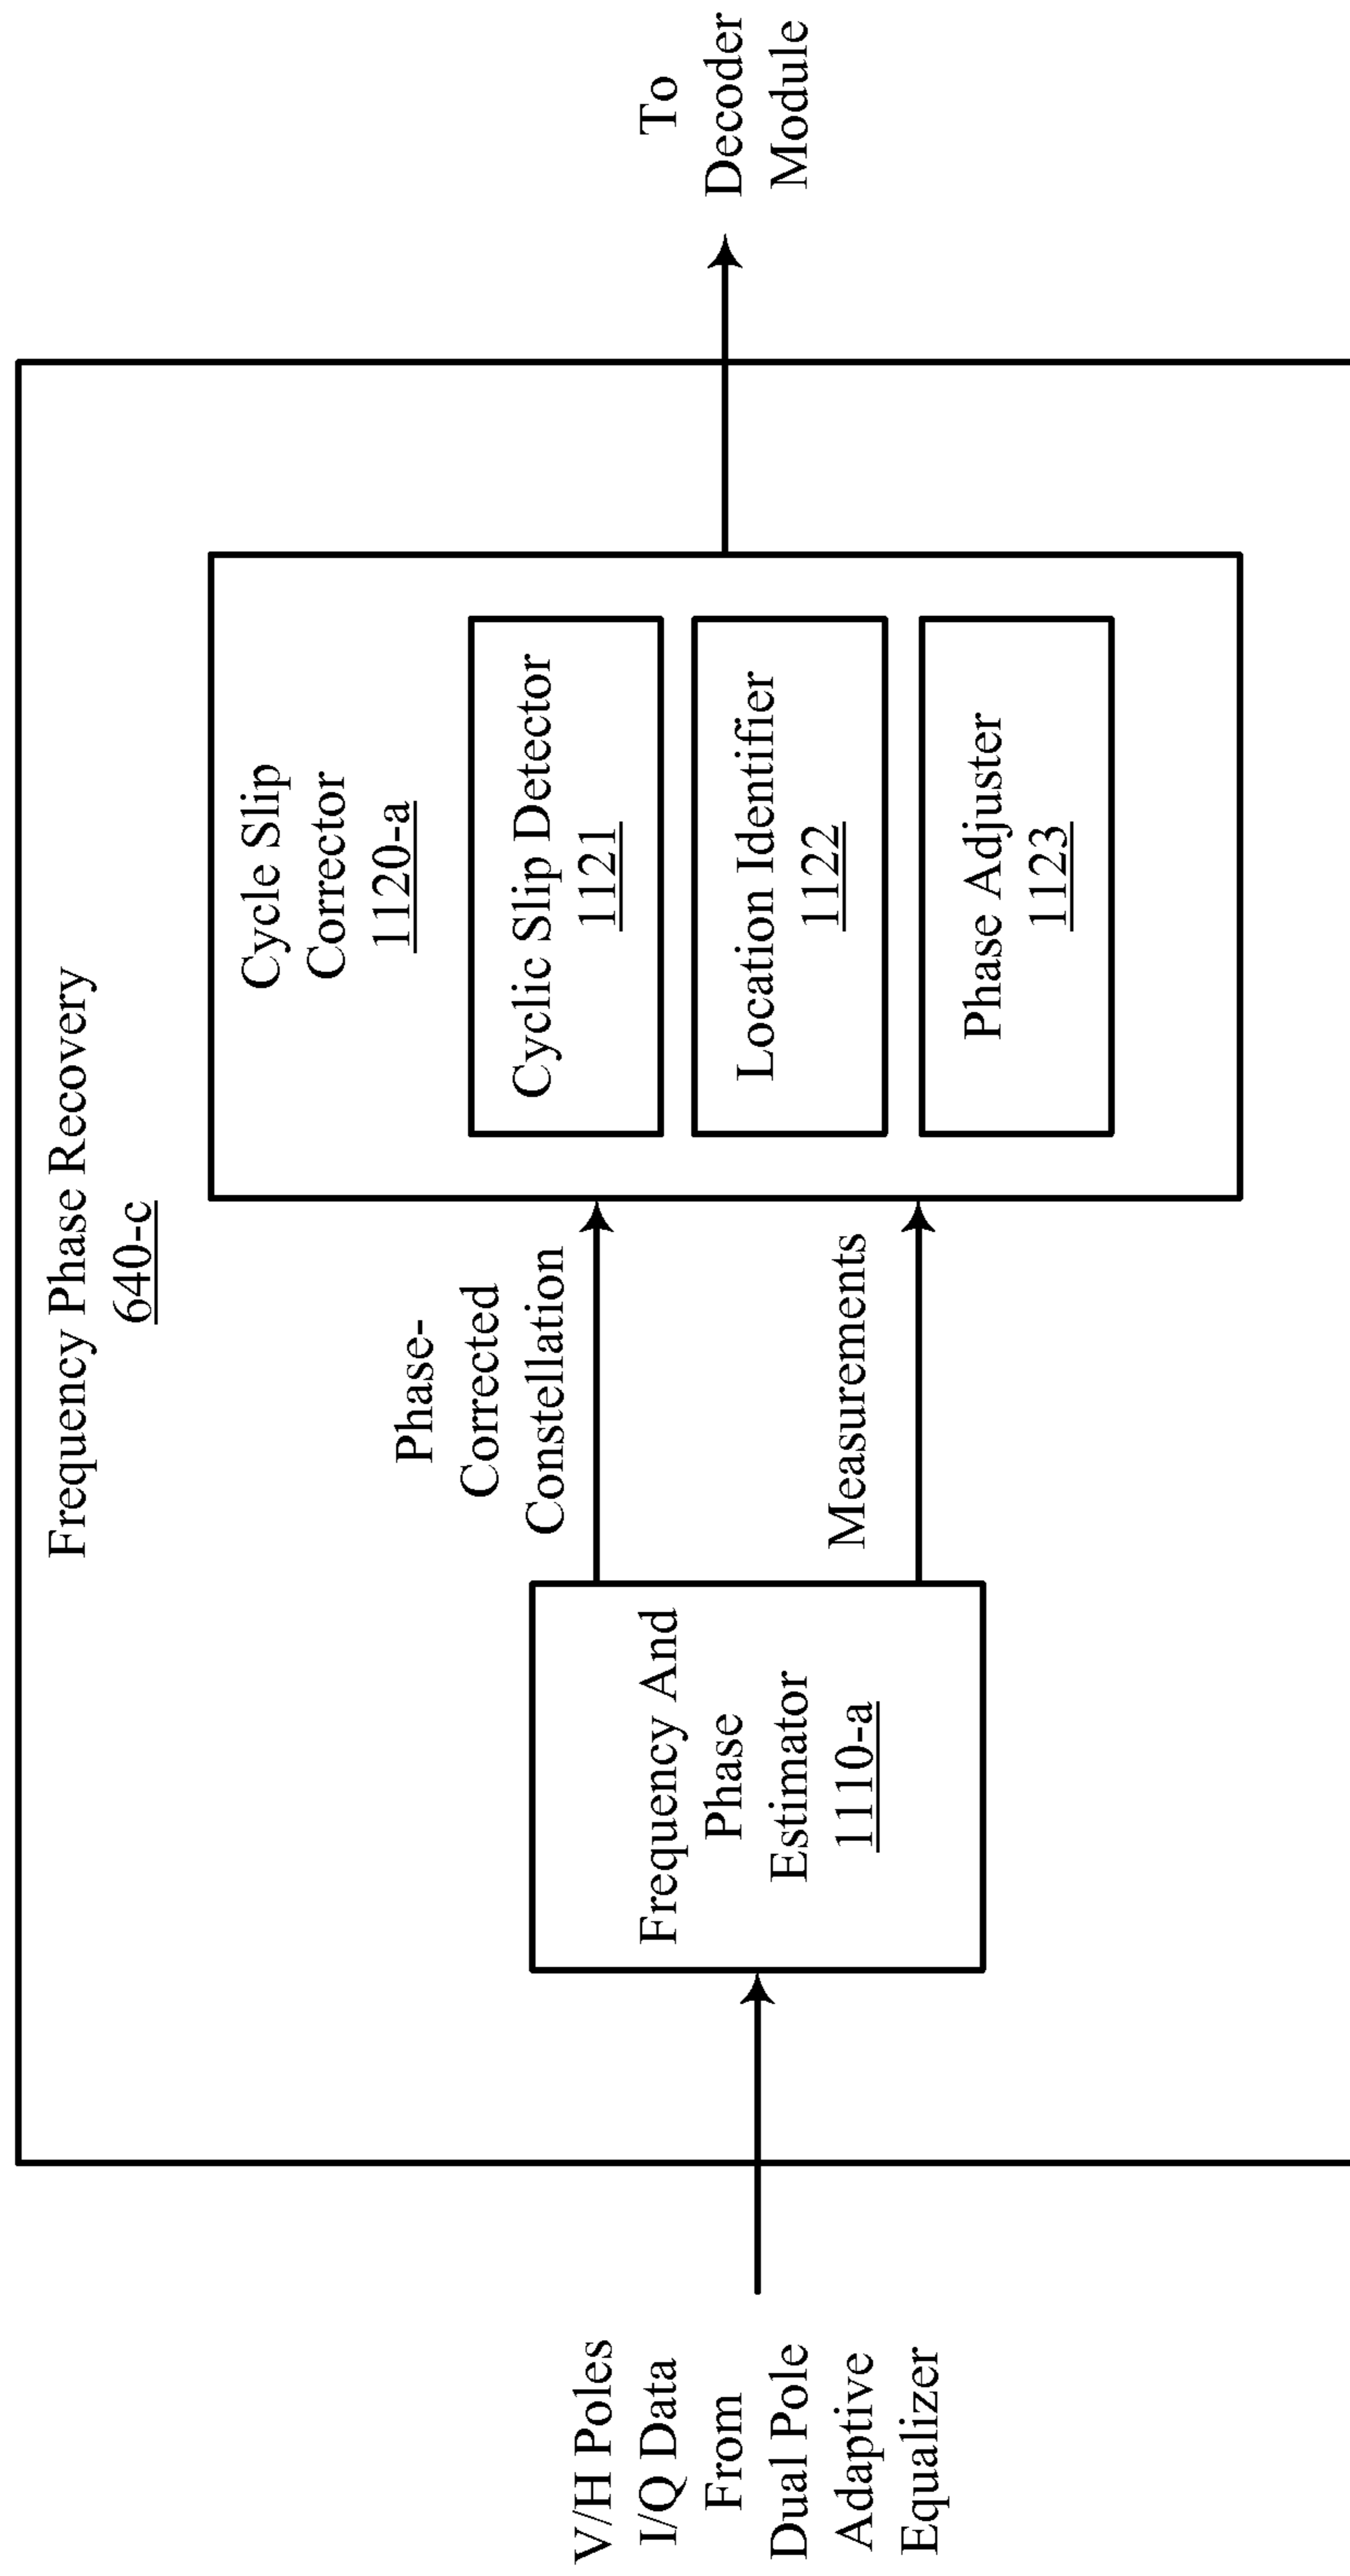 Frequency Phase Recovery
640-c
V/H Poles
I/Q Data
From
Dual Pole
Adaptive
Equalizer
Frequency And
Phase
Estimator
1110-a
Phase-
Corrected
Constellation
Measurements
Cycle Slip
Corrector
1120-a
Cyclic Slip Detector
1121
Location Identifier
1122
Phase Adjuster
1123
To
Decoder
Module